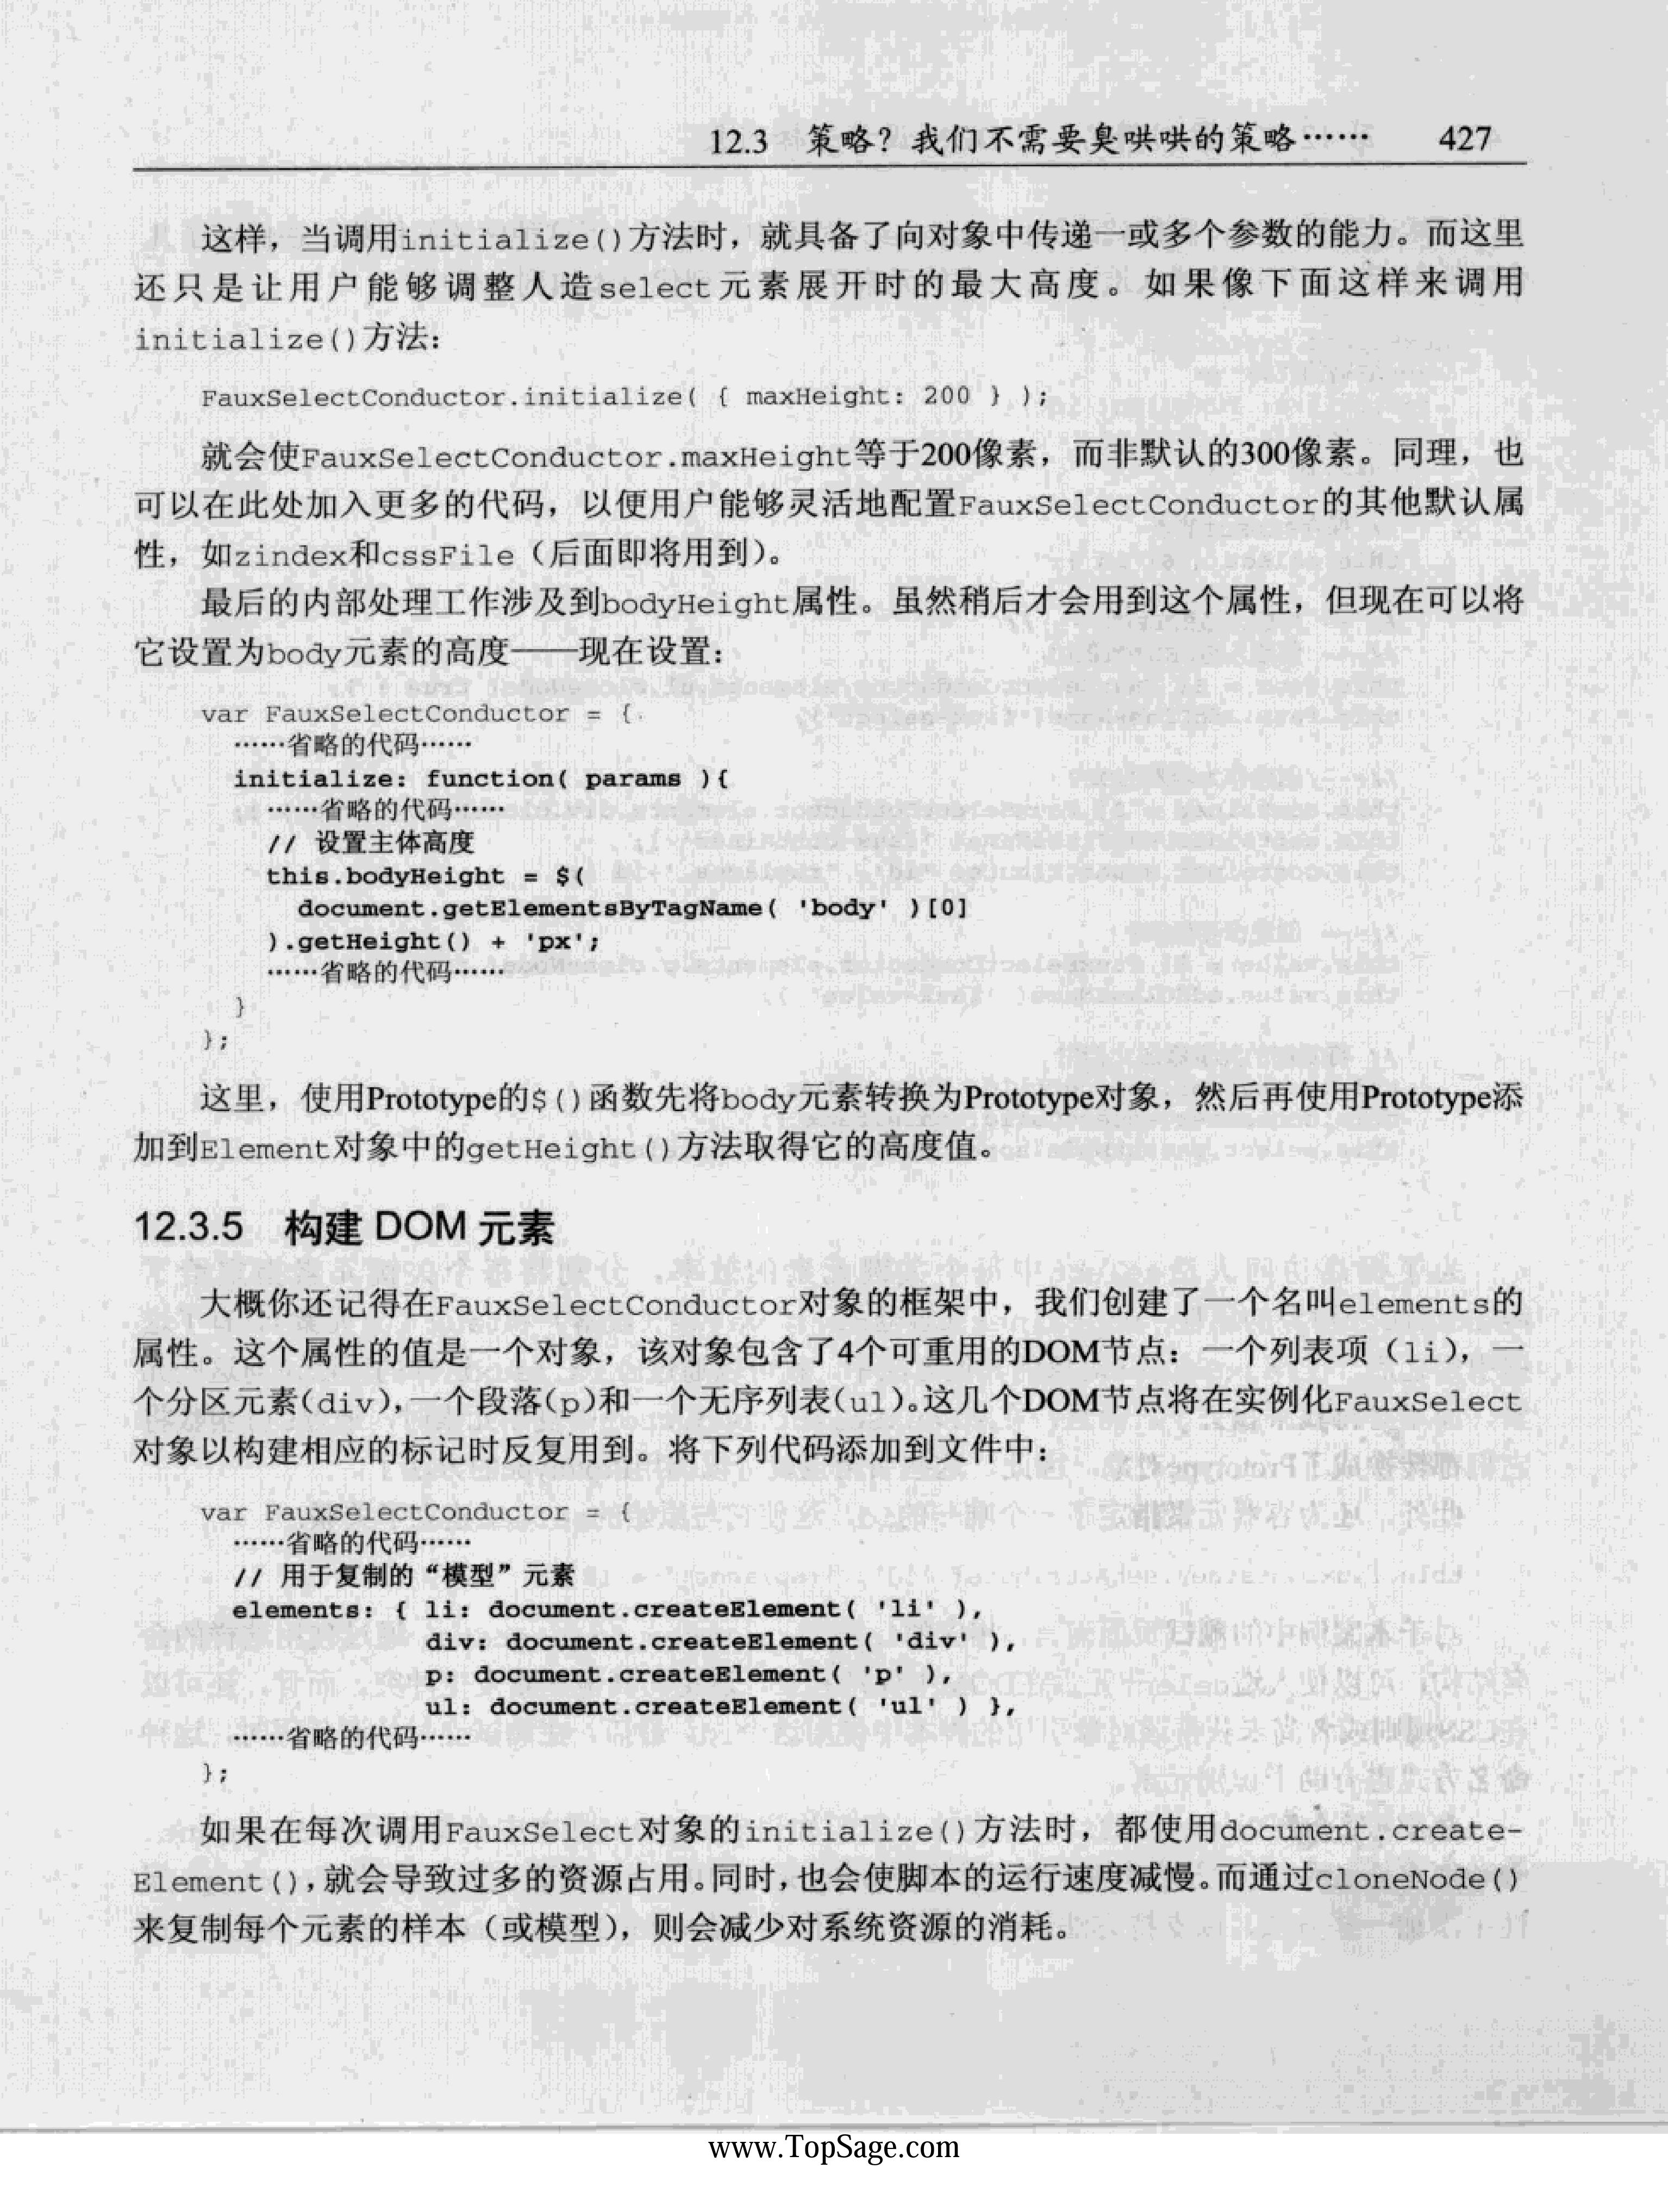 12.3 策略？我们不需要臭哄哄的策略…… 427
这样，当调用initialize()方法时，就具备了向对象中传递一或多个参数的能力。而这里
还只是让用户能够调整人造select元素展开时的最大高度。如果像下面这样来调用
initialize()方法：
FauxSelectConductor.initialize( { maxHeight: 200 } );
就会使FauxSelectConductor.maxHeight等于200像素，而非默认的300像素。同理，也
可以在此处加入更多的代码，以便用户能够灵活地配置FauxSelectConductor的其他默认属
性，如zindex和cssFile（后面即将用到）。
最后的内部处理工作涉及到bodyHeight属性。虽然稍后才会用到这个属性，但现在可以将
它设置为body元素的高度——现在设置：
var FauxSelectConductor = {
……省略的代码……
initialize: function( params ){
……省略的代码……
// 设置主体高度
this.bodyHeight = $(
document.getElementsByTagName( 'body' )[0]
).getHeight() + 'px';
……省略的代码……
}
};
这里，使用Prototype的$()函数先将body元素转换为Prototype对象，然后再使用Prototype添
加到Element对象中的getHeight()方法取得它的高度值。
12.3.5 构建 DOM 元素
大概你还记得在FauxSelectConductor对象的框架中，我们创建了一个名叫elements的
属性。这个属性的值是一个对象，该对象包含了4个可重用的DOM节点：一个列表项（li），一
个分区元素(div)，一个段落(p)和一个无序列表(ul)。这几个DOM节点将在实例化FauxSelect
对象以构建相应的标记时反复用到。将下列代码添加到文件中：
var FauxSelectConductor = {
……省略的代码……
// 用于复制的“模型”元素
elements: { li: document.createElement( 'li' ),
div: document.createElement( 'div' ),
p: document.createElement( 'p' ),
ul: document.createElement( 'ul' ) },
……省略的代码……
};
如果在每次调用FauxSelect对象的initialize()方法时，都使用document.create-
Element()，就会导致过多的资源占用。同时，也会使脚本的运行速度减慢。而通过cloneNode()
来复制每个元素的样本（或模型），则会减少对系统资源的消耗。
www.TopSage.com